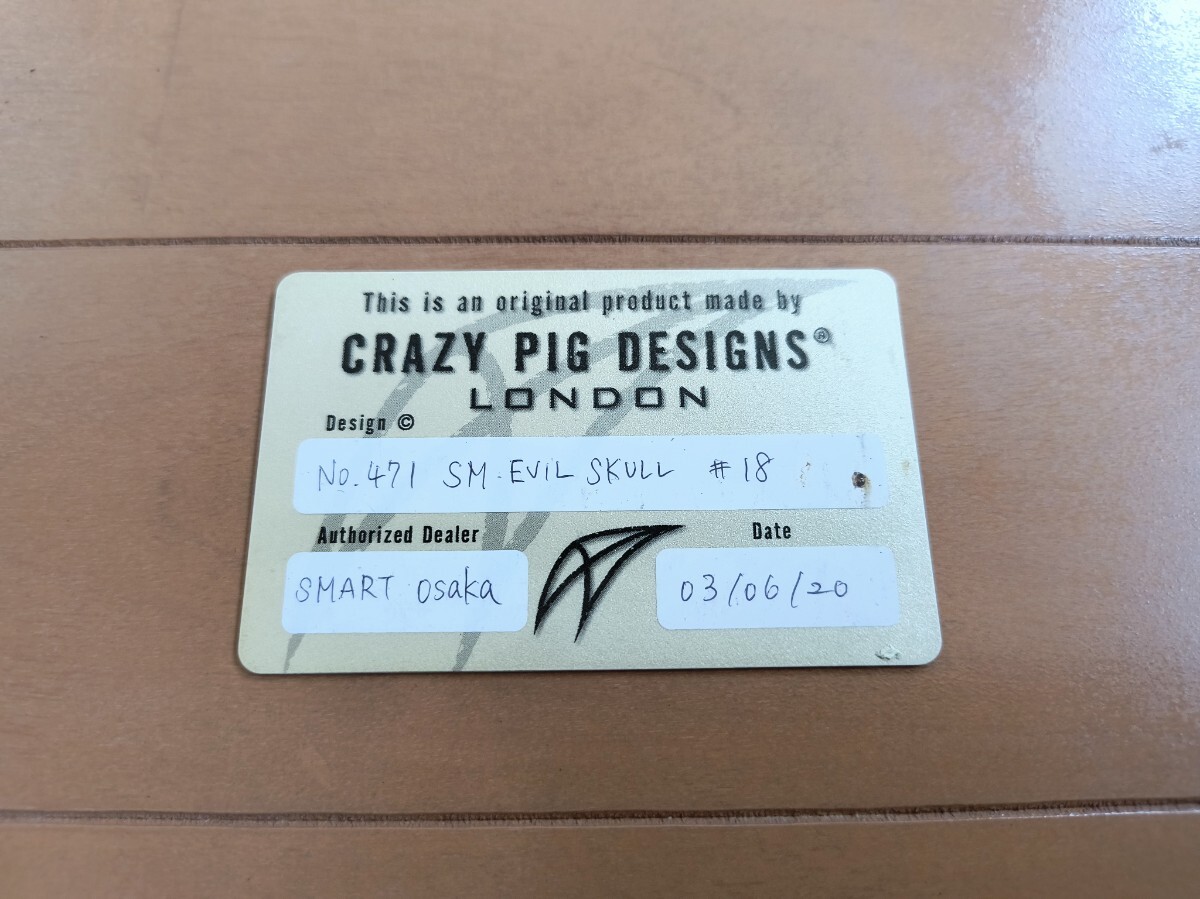 This is an original product made by
CRAZY PIG DESIGNS®
LONDON
Design ©
No. 471 SM. EVIL SKULL #18
Authorized Dealer
Date
SMART Osaka
03/06/20